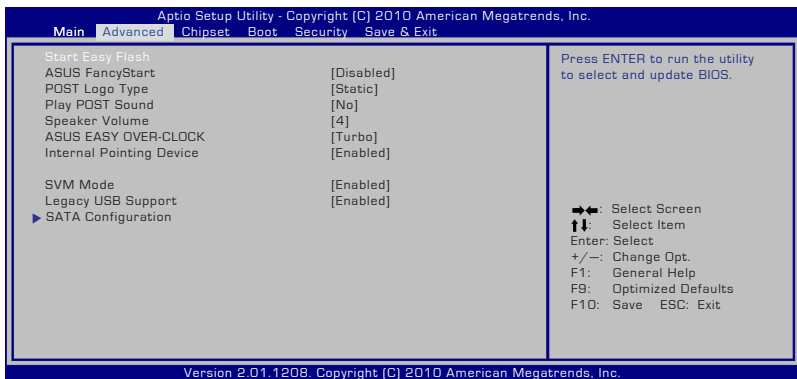 Aptio Setup Utility - Copyright (C) 2010 American Megatrends, Inc.
Main Advanced Chipset Boot Security Save & Exit
Start Easy Flash
ASUS FancyStart [Disabled]
POST Logo Type [Static]
Play POST Sound [No]
Speaker Volume [4]
ASUS EASY OVER-CLOCK [Turbo]
Internal Pointing Device [Enabled]
SVM Mode [Enabled]
Legacy USB Support [Enabled]
SATA Configuration
Press ENTER to run the utility
to select and update BIOS.
→←: Select Screen
↑↓: Select Item
Enter: Select
+/—: Change Opt.
F1: General Help
F9: Optimized Defaults
F10: Save ESC: Exit
Version 2.01.1208. Copyright (C) 2010 American Megatrends, Inc.